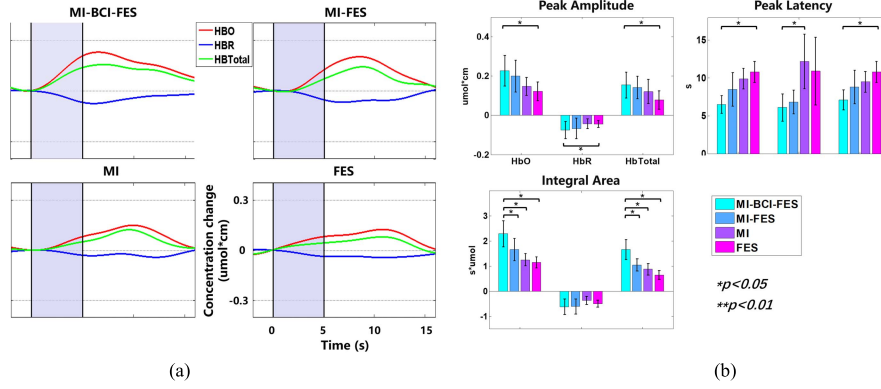 MI-BCI-FES
MI-FES
HBO
HBR
HBTotal
MI
FES
Concentration change
(umol*cm)
0.3
0
-0.3
0 5 10 15
Time (s)
(a)
Peak Amplitude
umol*cm
0.4
0.2
0
-0.2
*
*
*
HbO HbR HbTotal
Peak Latency
s
15
10
5
0
*
*
*
Integral Area
s*umol
3
2
1
0
-1
*
*
*
*
*
*
MI-BCI-FES
MI-FES
MI
FES
*p<0.05
**p<0.01
(b)